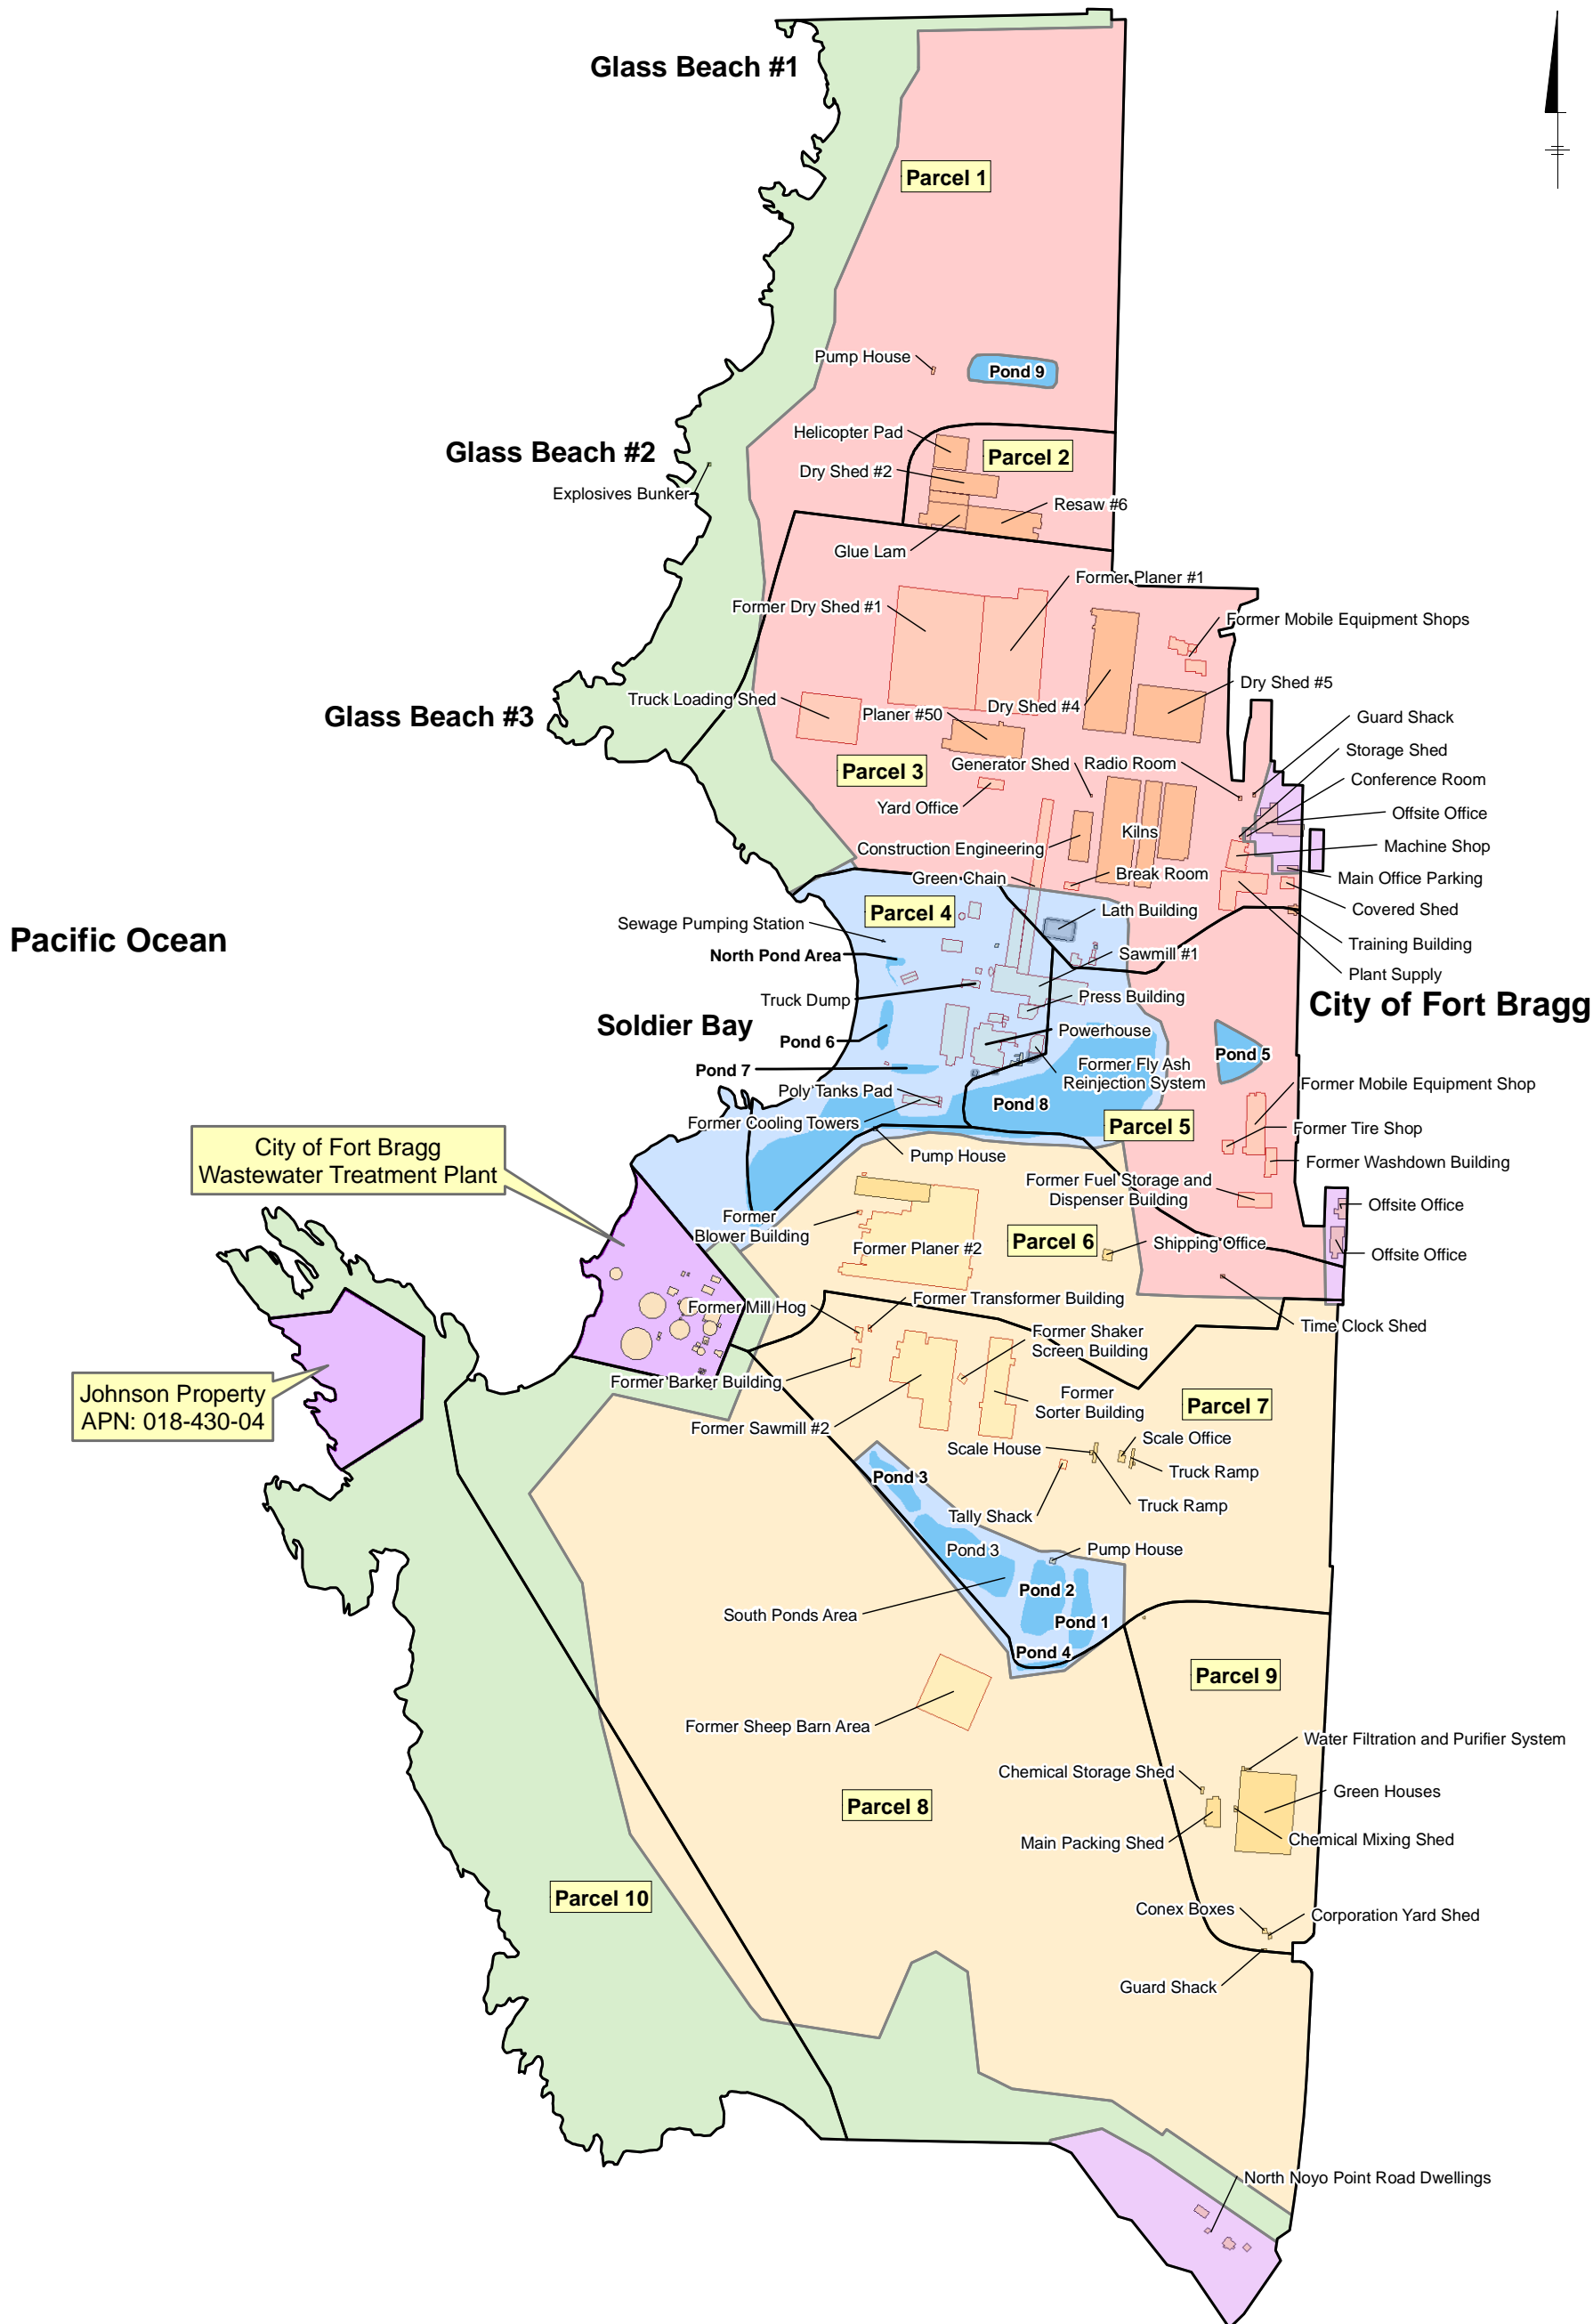 Glass Beach #1
Parcel 1
Pump House
Pond 9
Helicopter Pad
Glass Beach #2
Parcel 2
Dry Shed #2
Explosives Bunker
Resaw #6
Glue Lam
Former Planer #1
Former Dry Shed #1
Former Mobile Equipment Shops
Dry Shed #5
Truck Loading Shed
Dry Shed #4
Glass Beach #3
Planer #50
Guard Shack
Storage Shed
Generator Shed
Radio Room
Parcel 3
Conference Room
Yard Office
Offsite Office
Kilns
Construction Engineering
Machine Shop
Break Room
Green Chain
Main Office Parking
Parcel 4
Lath Building
Covered Shed
Sewage Pumping Station
Pacific Ocean
Training Building
North Pond Area
Sawmill #1
Plant Supply
Truck Dump
Press Building
City of Fort Bragg
Soldier Bay
Powerhouse
Pond 6
Pond 5
Former Fly Ash
Reinjection System
Pond 7
Former Mobile Equipment Shop
Poly Tanks Pad
Pond 8
Former Cooling Towers
Parcel 5
Former Tire Shop
City of Fort Bragg
Wastewater Treatment Plant
Pump House
Former Washdown Building
Former Fuel Storage and
Dispenser Building
Offsite Office
Former
Blower Building
Former Planer #2
Parcel 6
Shipping Office
Offsite Office
Former Transformer Building
Former Mill Hog
Time Clock Shed
Former Shaker
Screen Building
Johnson Property
APN: 018-430-04
Former Barker Building
Former
Sorter Building
Parcel 7
Former Sawmill #2
Scale Office
Scale House
Truck Ramp
Pond 3
Truck Ramp
Tally Shack
Pond 3
Pump House
Pond 2
South Ponds Area
Pond 1
Pond 4
Parcel 9
Former Sheep Barn Area
Water Filtration and Purifier System
Chemical Storage Shed
Green Houses
Parcel 8
Main Packing Shed
Chemical Mixing Shed
Parcel 10
Conex Boxes
Corporation Yard Shed
Guard Shack
North Noyo Point Road Dwellings